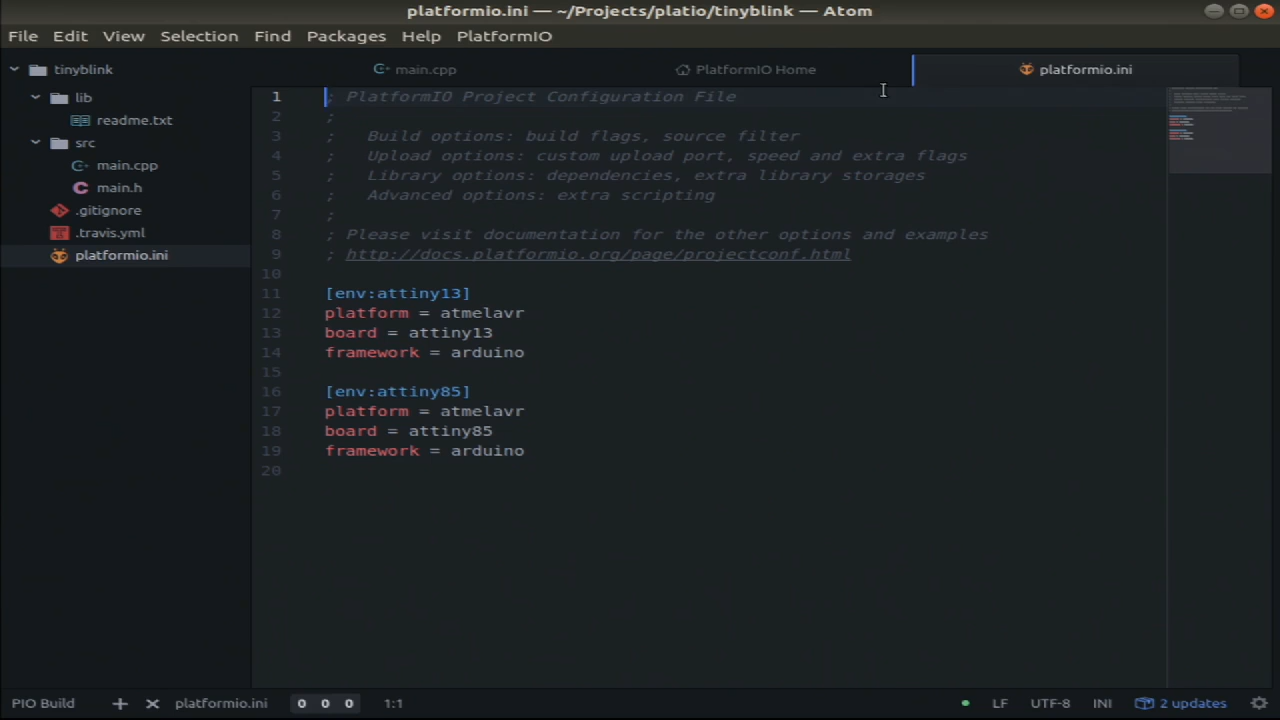 platformio.ini — ~/Projects/platio/tinyblink — Atom
File Edit View Selection Find Packages Help PlatformIO
tinyblink
lib
readme.txt
src
main.cpp
main.h
.gitignore
.travis.yml
platformio.ini
main.cpp PlatformIO Home platformio.ini
1 ; PlatformIO Project Configuration File
2 ;
3 ;   Build options: build flags, source filter
4 ;   Upload options: custom upload port, speed and extra flags
5 ;   Library options: dependencies, extra library storages
6 ;   Advanced options: extra scripting
7 ;
8 ; Please visit documentation for the other options and examples
9 ; http://docs.platformio.org/page/projectconf.html
10
11 [env:attiny13]
12 platform = atmelavr
13 board = attiny13
14 framework = arduino
15
16 [env:attiny85]
17 platform = atmelavr
18 board = attiny85
19 framework = arduino
20
PIO Build + platformio.ini 0 0 0 1:1 LF UTF-8 INI 2 updates